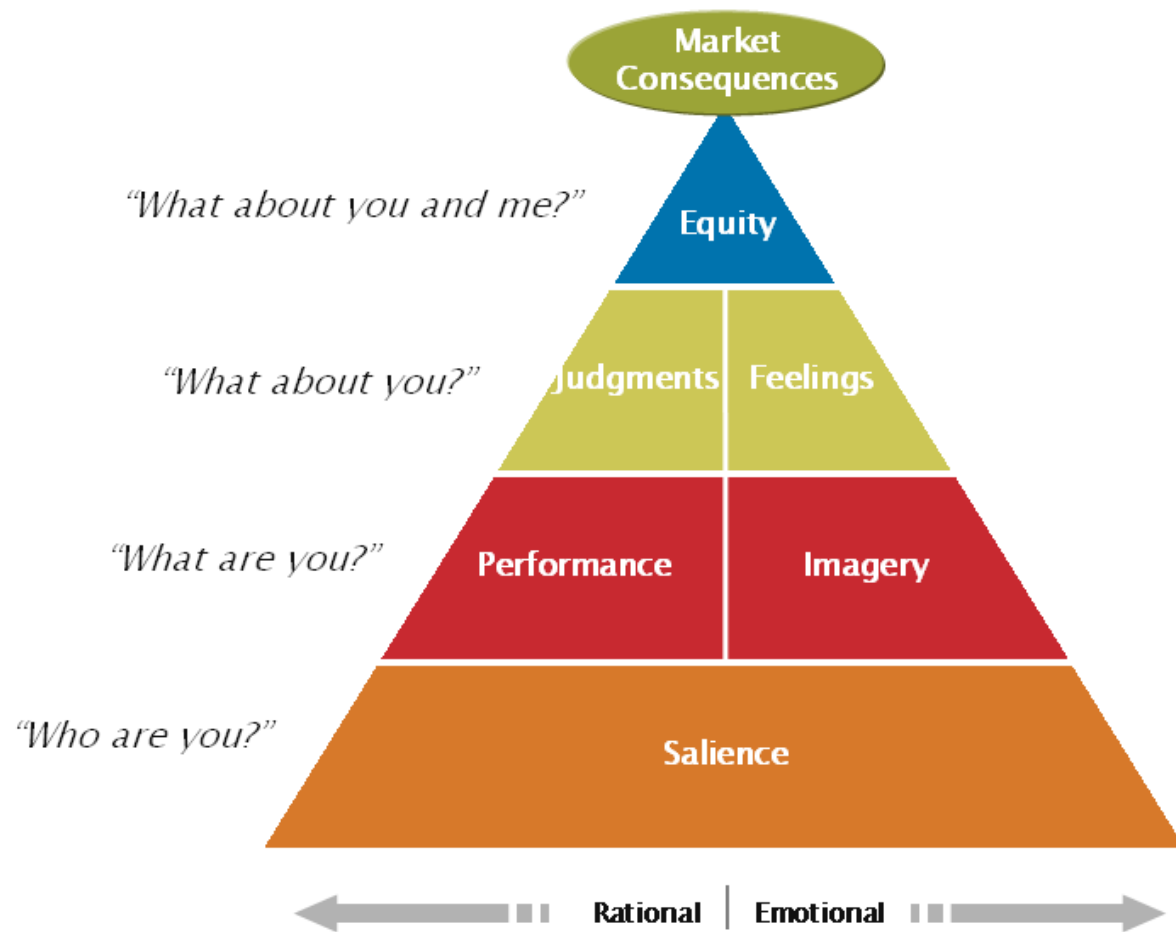 Market
Consequences
“What about you and me?”
Equity
“What about you?”
Judgments
Feelings
“What are you?”
Performance
Imagery
“Who are you?”
Salience
Rational
Emotional